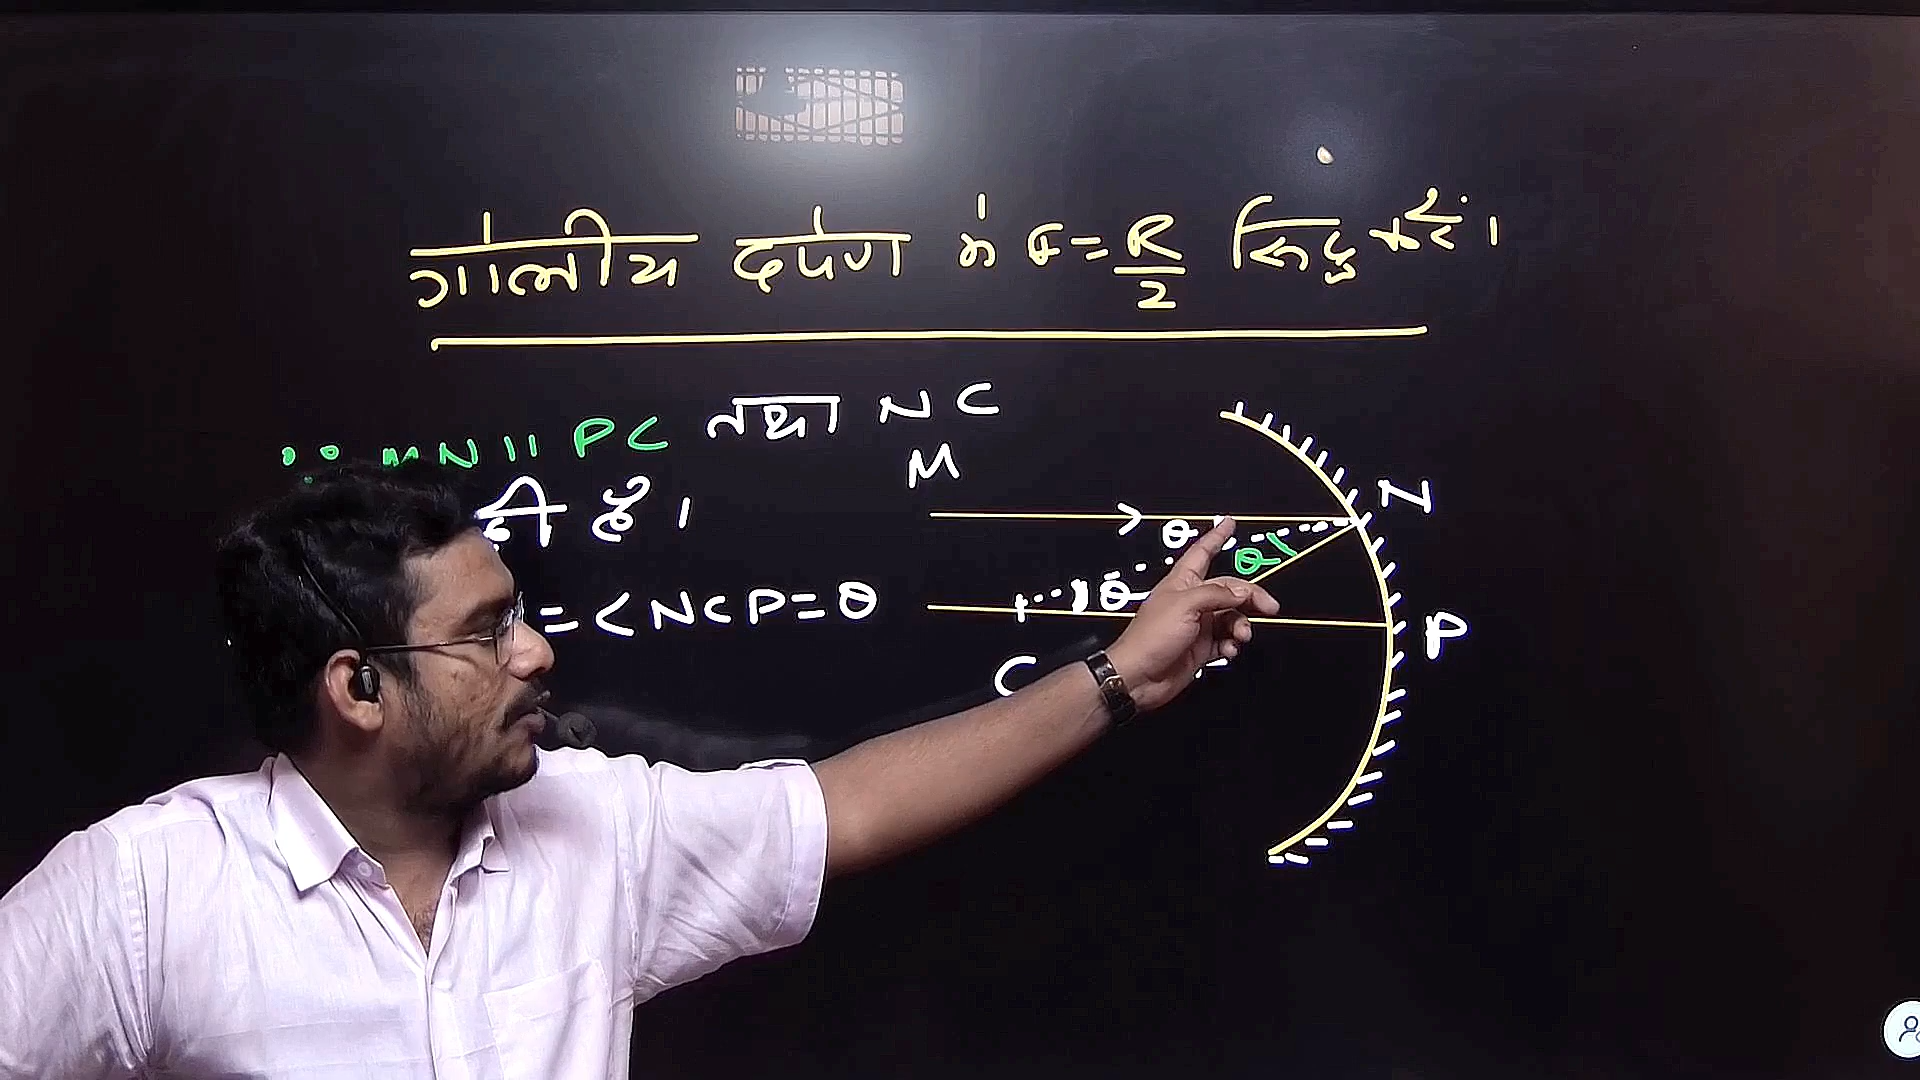 गोलीय दर्पण में F = R/2 सिद्ध करें।
∵ MN || PC तथा NC
ही है।
= < NCP = θ
M
N
θ
θ
θ
P
C